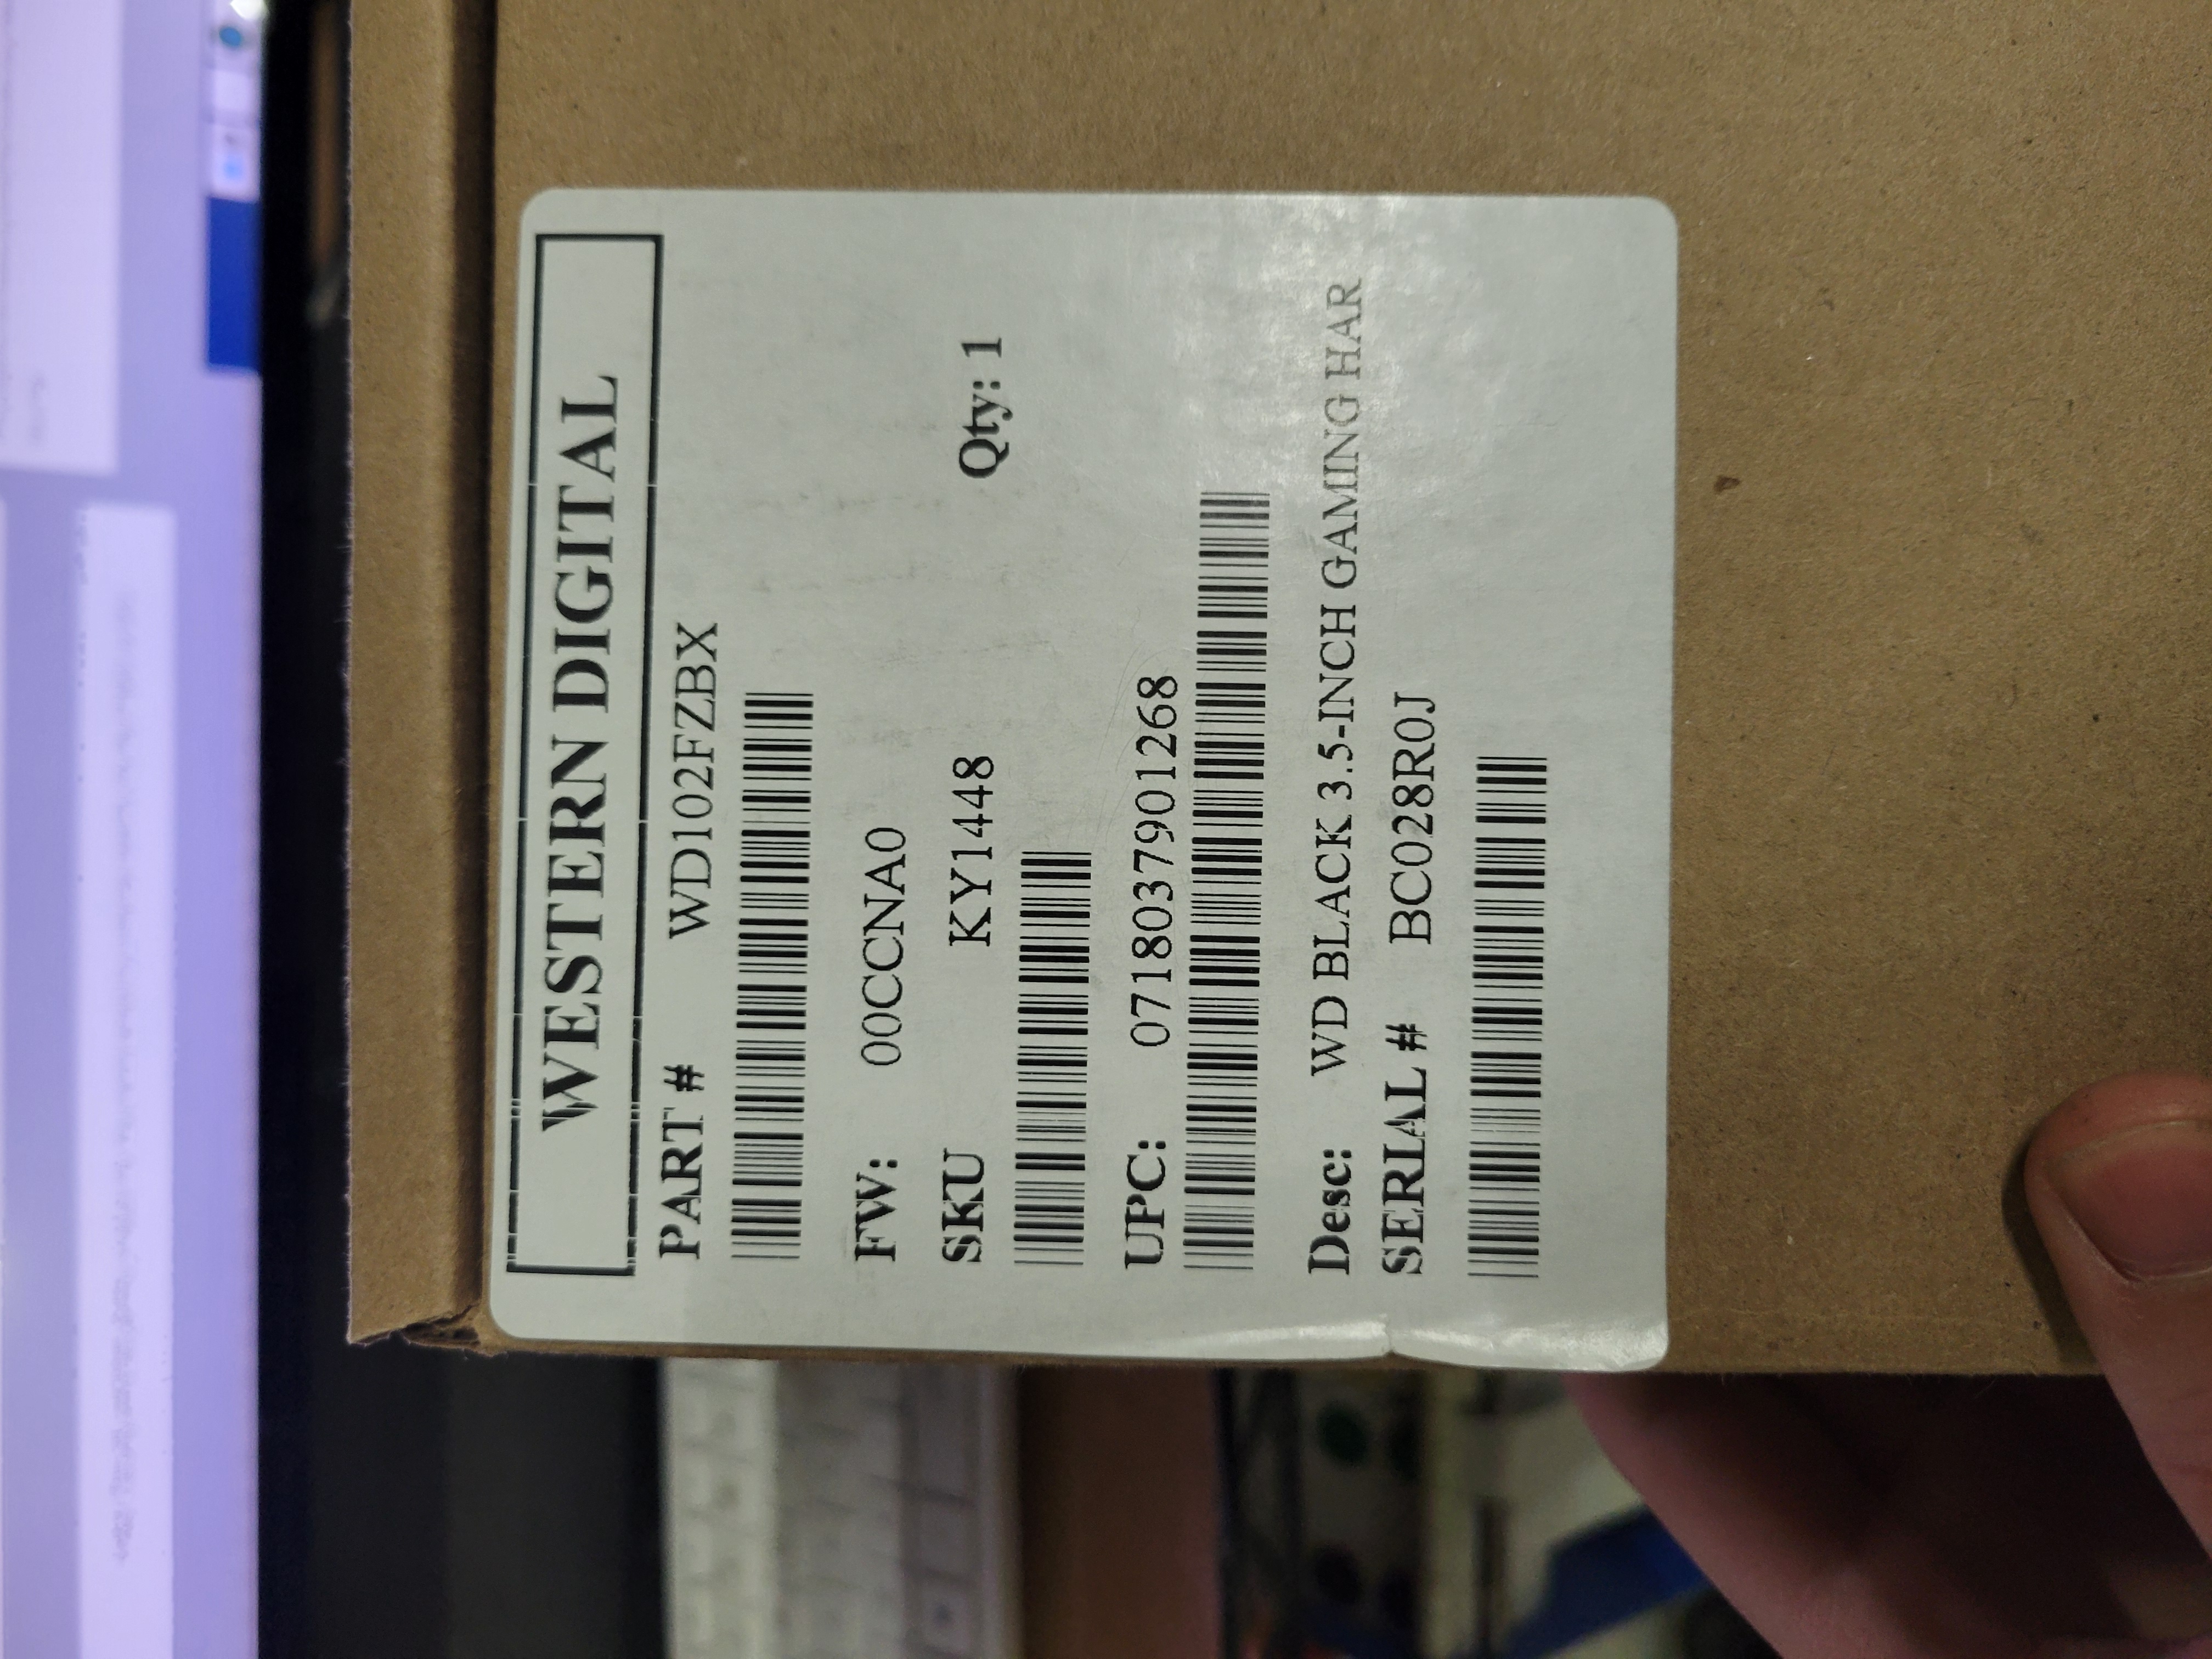 WESTERN DIGITAL
PART # WD102FZBX
FW: 00CCNA0
SKU KY1448 Qty: 1
UPC: 0718037901268
Desc: WD BLACK 3.5-INCH GAMING HAR
SERIAL # BC028R0J